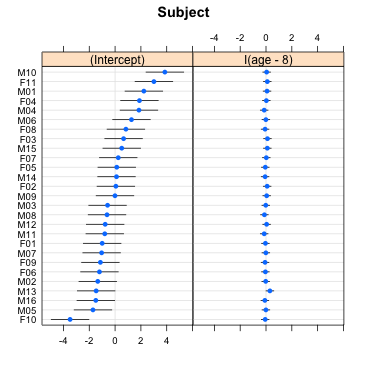 Subject
-4 -2 0 2 4
(Intercept) I(age - 8)
M10
F11
M01
F04
M04
M06
F08
F03
M15
F07
F05
M14
F02
M09
M03
M08
M12
M11
F01
M07
F09
F06
M02
M13
M16
M05
F10
-4 -2 0 2 4